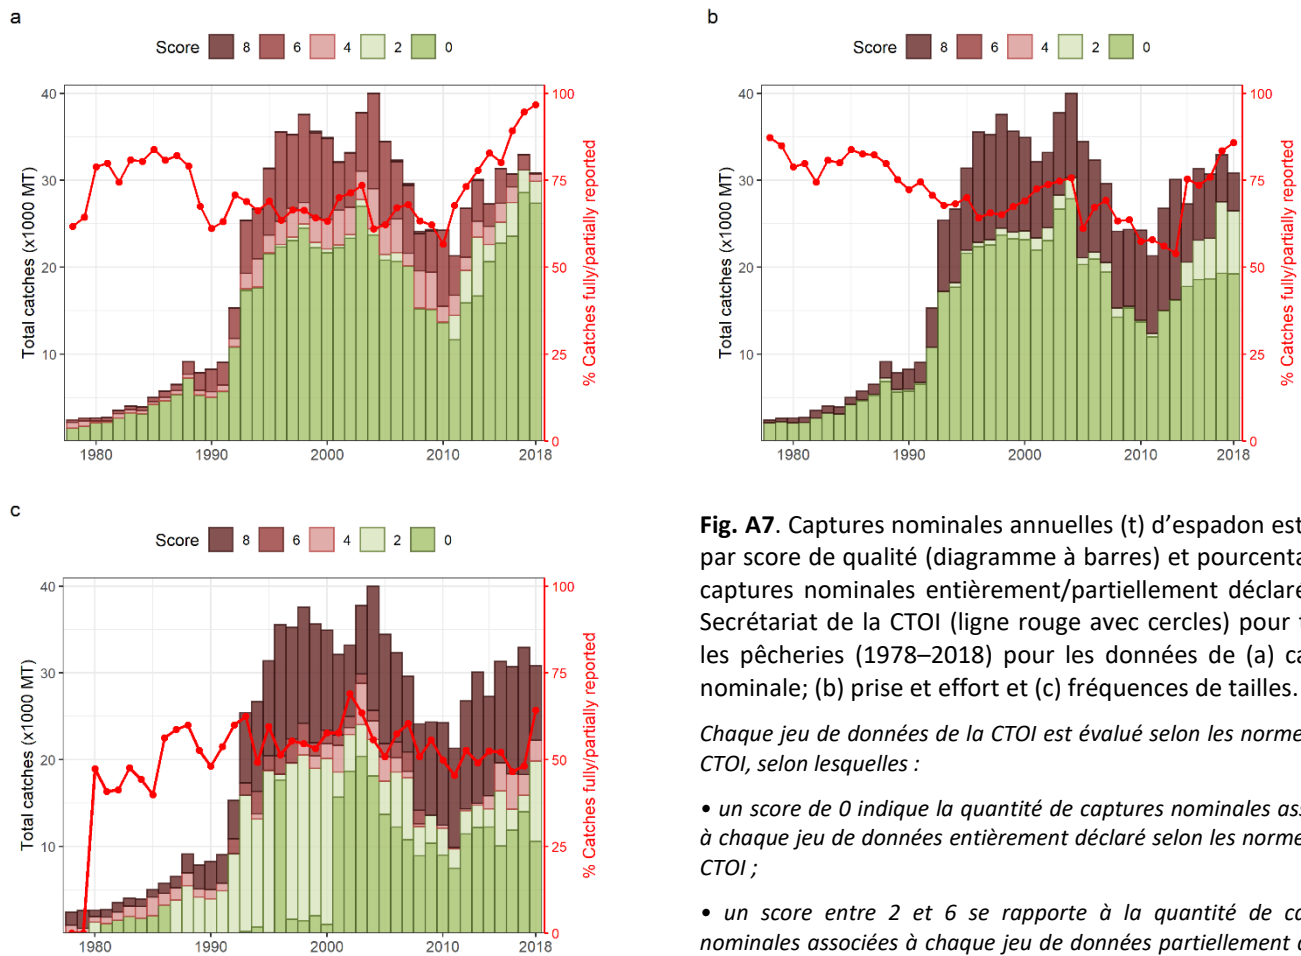 a
Score 8 6 4 2 0
40
30
20
10
Total catches (x1000 MT)
100
75
50
25
0
% Catches fully/partially reported
1980 1990 2000 2010 2018
b
Score 8 6 4 2 0
40
30
20
10
Total catches (x1000 MT)
100
75
50
25
0
% Catches fully/partially reported
1980 1990 2000 2010 2018
c
Score 8 6 4 2 0
40
30
20
10
Total catches (x1000 MT)
100
75
50
25
0
% Catches fully/partially reported
1980 1990 2000 2010 2018
Fig. A7. Captures nominales annuelles (t) d’espadon
par score de qualité (diagramme à barres) et
captures nominales entièrement/partiellement
Secrétariat de la CTOI (ligne rouge avec cercles) pour
les pêcheries (1978–2018) pour les données de (a)
nominale; (b) prise et effort et (c) fréquences de tailles.
Chaque jeu de données de la CTOI est évalué selon les
CTOI, selon lesquelles :
• un score de 0 indique la quantité de captures nominales
à chaque jeu de données entièrement déclaré selon les
CTOI ;
• un score entre 2 et 6 se rapporte à la quantité de
nominales associées à chaque jeu de données partiellement